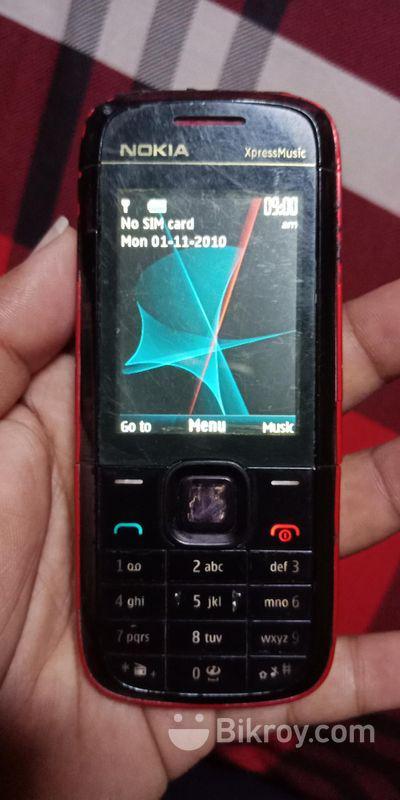 NOKIA XpressMusic
09:00
No SIM card am
Mon 01-11-2010
Go to Menu Music
1 2 abc def 3
4 ghi 5 jkl mno 6
7 pqrs 8 tuv wxyz 9
* + 0 #
Bikroy.com